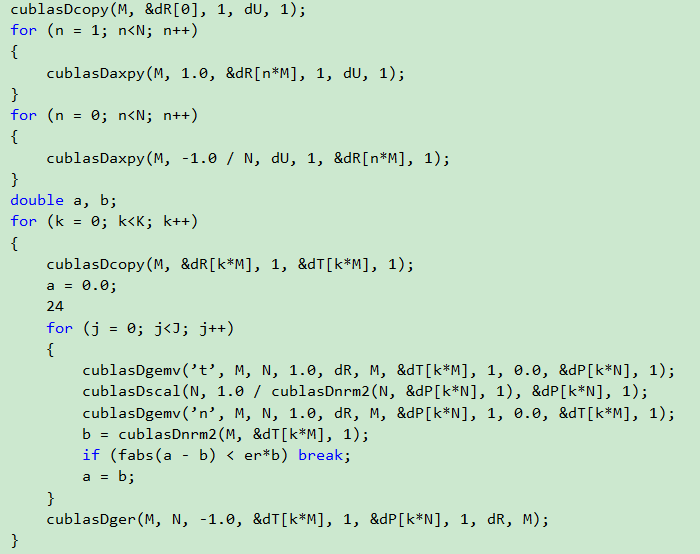 cublasDcopy(M, &dR[0], 1, dU, 1);
for (n = 1; n<N; n++)
{
    cublasDaxpy(M, 1.0, &dR[n*M], 1, dU, 1);
}
for (n = 0; n<N; n++)
{
    cublasDaxpy(M, -1.0 / N, dU, 1, &dR[n*M], 1);
}
double a, b;
for (k = 0; k<K; k++)
{
    cublasDcopy(M, &dR[k*M], 1, &dT[k*M], 1);
    a = 0.0;
    24
    for (j = 0; j<J; j++)
    {
        cublasDgemv(’t’, M, N, 1.0, dR, M, &dT[k*M], 1, 0.0, &dP[k*N], 1);
        cublasDscal(N, 1.0 / cublasDnrm2(N, &dP[k*N], 1), &dP[k*N], 1);
        cublasDgemv(’n’, M, N, 1.0, dR, M, &dP[k*N], 1, 0.0, &dT[k*M], 1);
        b = cublasDnrm2(M, &dT[k*M], 1);
        if (fabs(a - b) < er*b) break;
        a = b;
    }
    cublasDger(M, N, -1.0, &dT[k*M], 1, &dP[k*N], 1, dR, M);
}